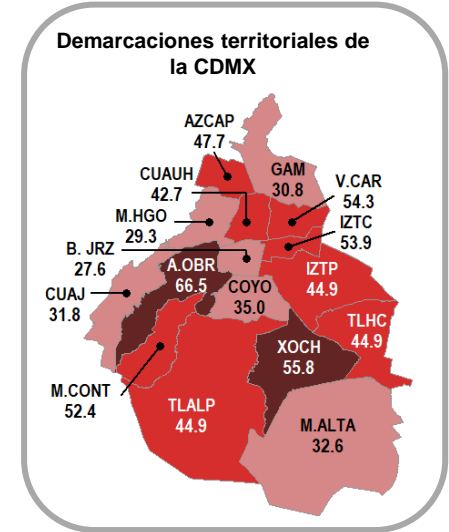 Demarcaciones territoriales de
la CDMX
AZCAP
47.7
CUAUH
42.7
GAM
30.8
V.CAR
54.3
M.HGO
29.3
IZTC
53.9
B. JRZ
27.6
A.OBR
66.5
IZTP
44.9
CUAJ
31.8
COYO
35.0
TLHC
44.9
XOCH
55.8
M.CONT
52.4
TLALP
44.9
M.ALTA
32.6